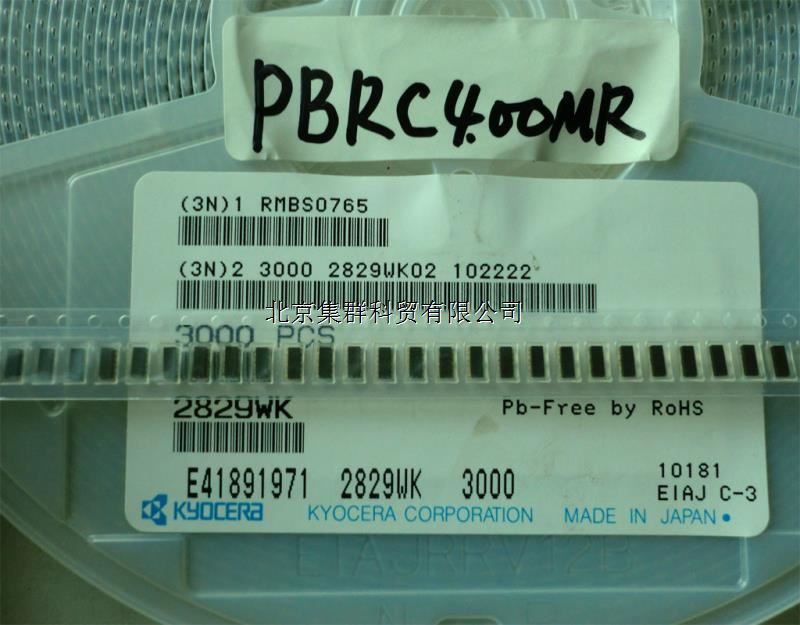 PBRC4.00MR
(3N)1 RMBS0765
(3N)2 3000 2829WK02 102222
北京集群科贸有限公司
3000 PCS
2829WK
Pb-Free by RoHS
E41891971 2829WK 3000
10181
EIAJ C-3
KYOCERA KYOCERA CORPORATION MADE IN JAPAN
EIAJRRV12B